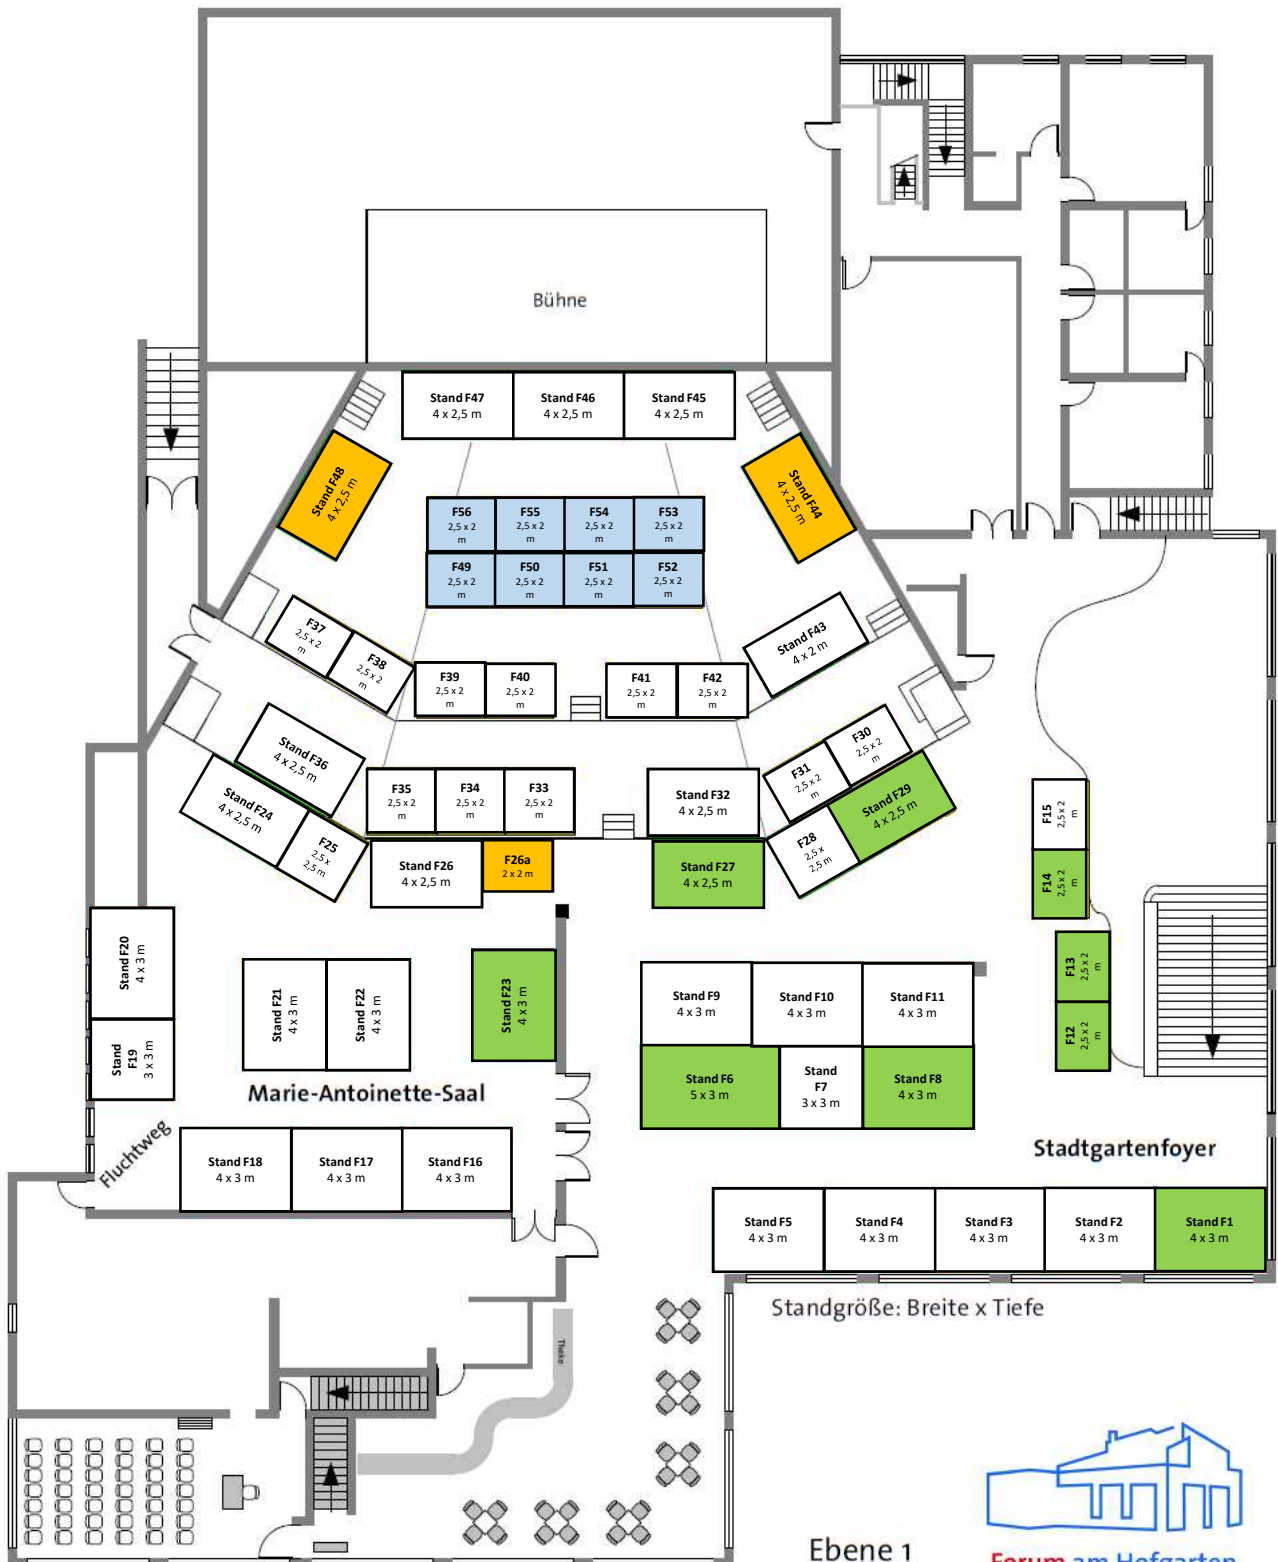 Bühne
Stand F47
4 x 2,5 m
Stand F46
4 x 2,5 m
Stand F45
4 x 2,5 m
Stand F48
4 x 2,5 m
Stand F44
4 x 2,5 m
F56
2,5 x 2
m
F55
2,5 x 2
m
F54
2,5 x 2
m
F53
2,5 x 2
m
F49
2,5 x 2
m
F50
2,5 x 2
m
F51
2,5 x 2
m
F52
2,5 x 2
m
F37
2,5 x 2
m
F38
2,5 x 2
m
F39
2,5 x 2
m
F40
2,5 x 2
m
F41
2,5 x 2
m
F42
2,5 x 2
m
Stand F43
4 x 2 m
Stand F36
4 x 2,5 m
F35
2,5 x 2
m
F34
2,5 x 2
m
F33
2,5 x 2
m
Stand F32
4 x 2,5 m
F31
2,5 x 2
m
F30
2,5 x 2
m
Stand F24
4 x 2,5 m
F25
2,5 x
2,5 m
Stand F26
4 x 2,5 m
F26a
2 x 2 m
Stand F27
4 x 2,5 m
F28
2,5 x
2,5 m
Stand F29
4 x 2,5 m
F15
2,5 x 2
m
F14
2,5 x 2
m
F13
2,5 x 2
m
F12
2,5 x 2
m
Stand F20
4 x 3 m
Stand
F19
3 x 3 m
Stand F21
4 x 3 m
Stand F22
4 x 3 m
Stand F23
4 x 3 m
Stand F9
4 x 3 m
Stand F10
4 x 3 m
Stand F11
4 x 3 m
Stand F6
5 x 3 m
Stand
F7
3 x 3 m
Stand F8
4 x 3 m
Marie-Antoinette-Saal
Fluchtweg
Stand F18
4 x 3 m
Stand F17
4 x 3 m
Stand F16
4 x 3 m
Stadtgartenfoyer
Stand F5
4 x 3 m
Stand F4
4 x 3 m
Stand F3
4 x 3 m
Stand F2
4 x 3 m
Stand F1
4 x 3 m
Standgröße: Breite x Tiefe
Theke
Ebene 1
Forum am Hofgarten